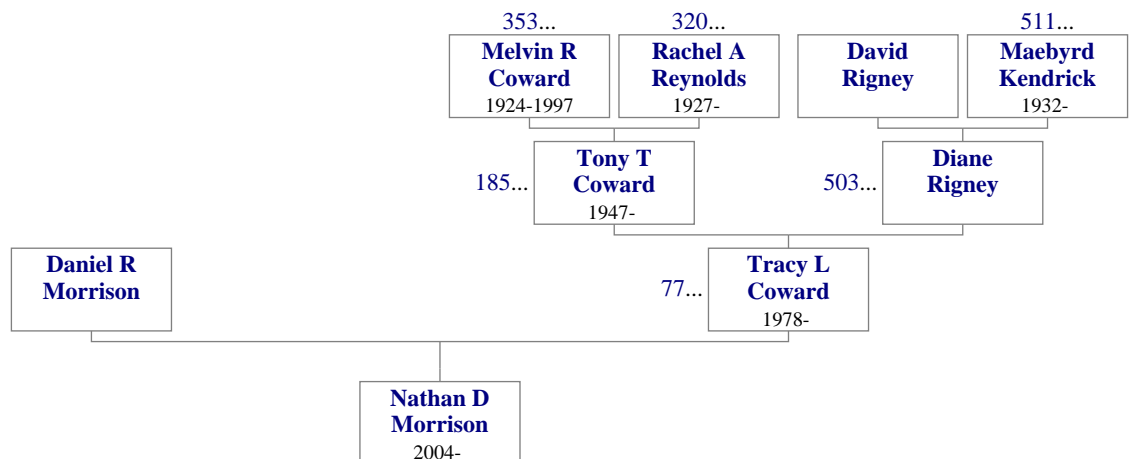 353...
320...
511...
Melvin R
Coward
1924-1997
Rachel A
Reynolds
1927-
David
Rigney
Maebyrd
Kendrick
1932-
185...
Tony T
Coward
1947-
503...
Diane
Rigney
Daniel R
Morrison
77...
Tracy L
Coward
1978-
Nathan D
Morrison
2004-